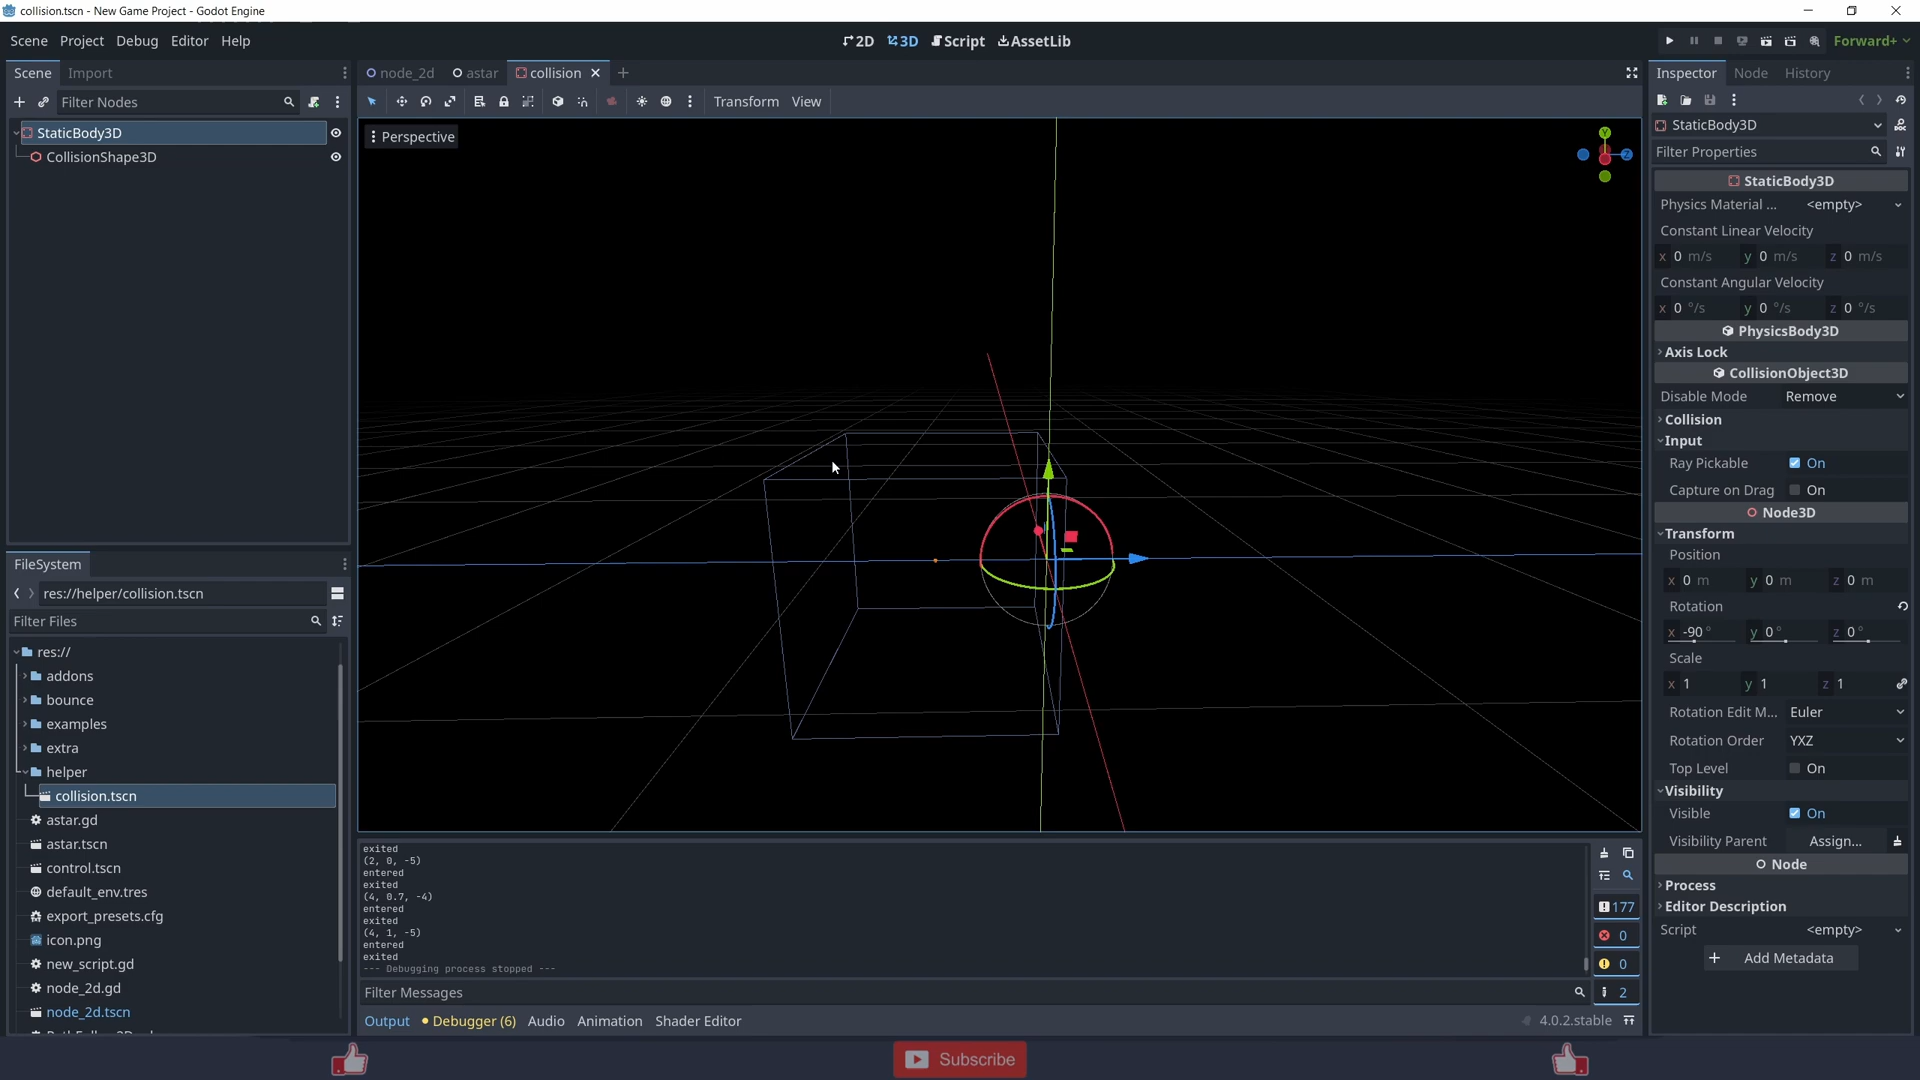 collision.tscn - New Game Project - Godot Engine
Scene Project Debug Editor Help
2D 3D Script AssetLib
Forward+
Scene Import
Filter Nodes
StaticBody3D
CollisionShape3D
node_2d astar collision
Transform View
Perspective
Y
Z
FileSystem
res://helper/collision.tscn
Filter Files
res://
addons
bounce
examples
extra
helper
collision.tscn
astar.gd
astar.tscn
control.tscn
default_env.tres
export_presets.cfg
icon.png
new_script.gd
node_2d.gd
node_2d.tscn
exited
(2, 0, -5)
entered
exited
(4, 0.7, -4)
entered
exited
(4, 1, -5)
entered
exited
--- Debugging process stopped ---
177
0
0
2
Filter Messages
Output Debugger (6) Audio Animation Shader Editor
4.0.2.stable
Inspector Node History
StaticBody3D
Filter Properties
StaticBody3D
Physics Material ... <empty>
Constant Linear Velocity
x 0 m/s y 0 m/s z 0 m/s
Constant Angular Velocity
x 0 °/s y 0 °/s z 0 °/s
PhysicsBody3D
Axis Lock
CollisionObject3D
Disable Mode Remove
Collision
Input
Ray Pickable On
Capture on Drag On
Node3D
Transform
Position
x 0 m y 0 m z 0 m
Rotation
x -90 ° y 0 ° z 0 °
Scale
x 1 y 1 z 1
Rotation Edit M... Euler
Rotation Order YXZ
Top Level On
Visibility
Visible On
Visibility Parent Assign...
Node
Process
Editor Description
Script <empty>
Add Metadata
Subscribe